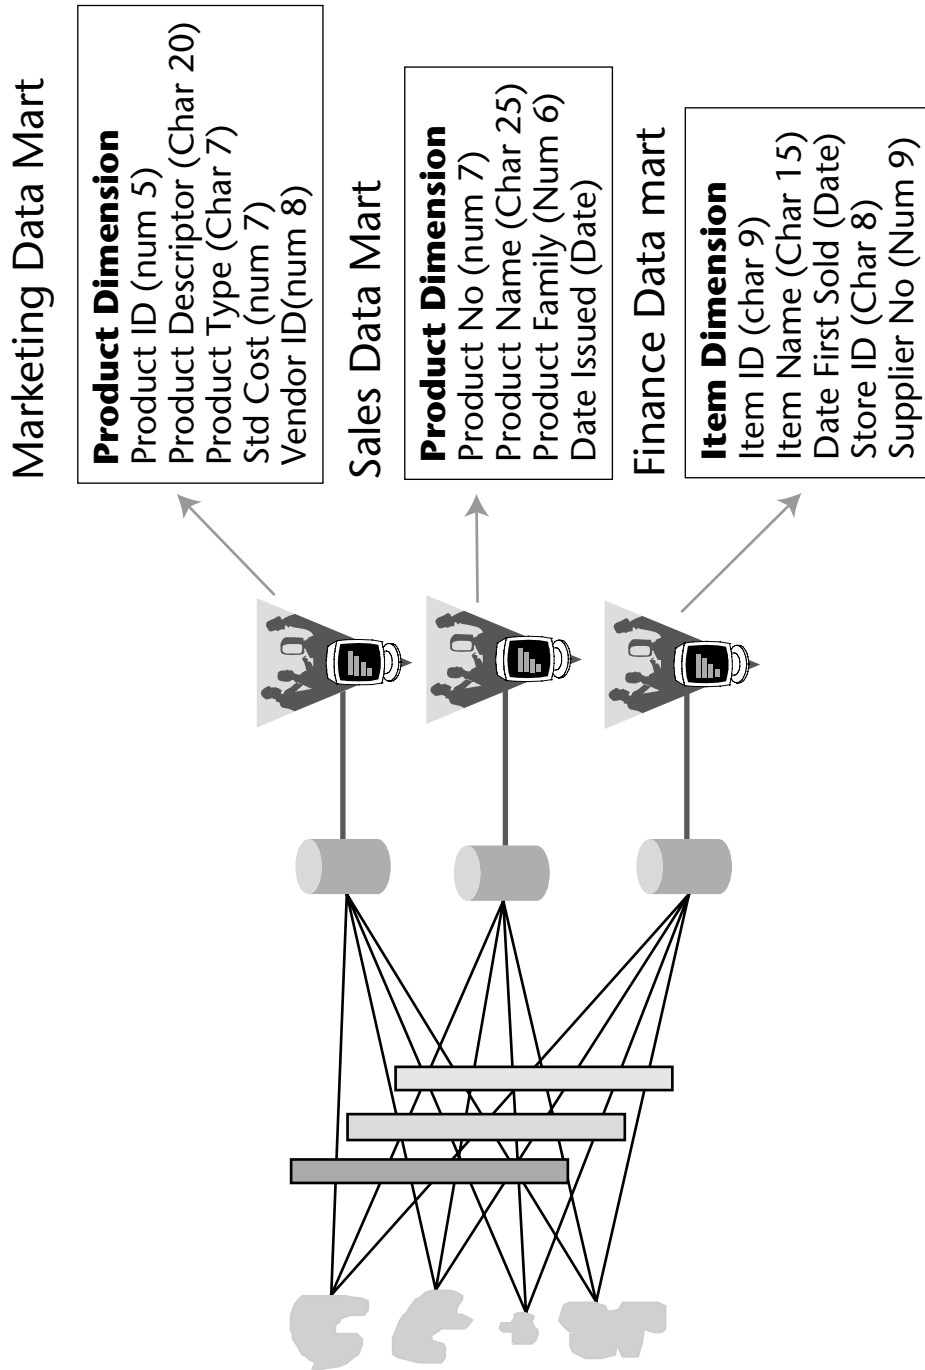 Marketing Data Mart
Product Dimension
Product ID (num 5)
Product Descriptor (Char 20)
Product Type (Char 7)
Std Cost (num 7)
Vendor ID(num 8)
Sales Data Mart
Product Dimension
Product No (num 7)
Product Name (Char 25)
Product Family (Num 6)
Date Issued (Date)
Finance Data mart
Item Dimension
Item ID (char 9)
Item Name (Char 15)
Date First Sold (Date)
Store ID (Char 8)
Supplier No (Num 9)